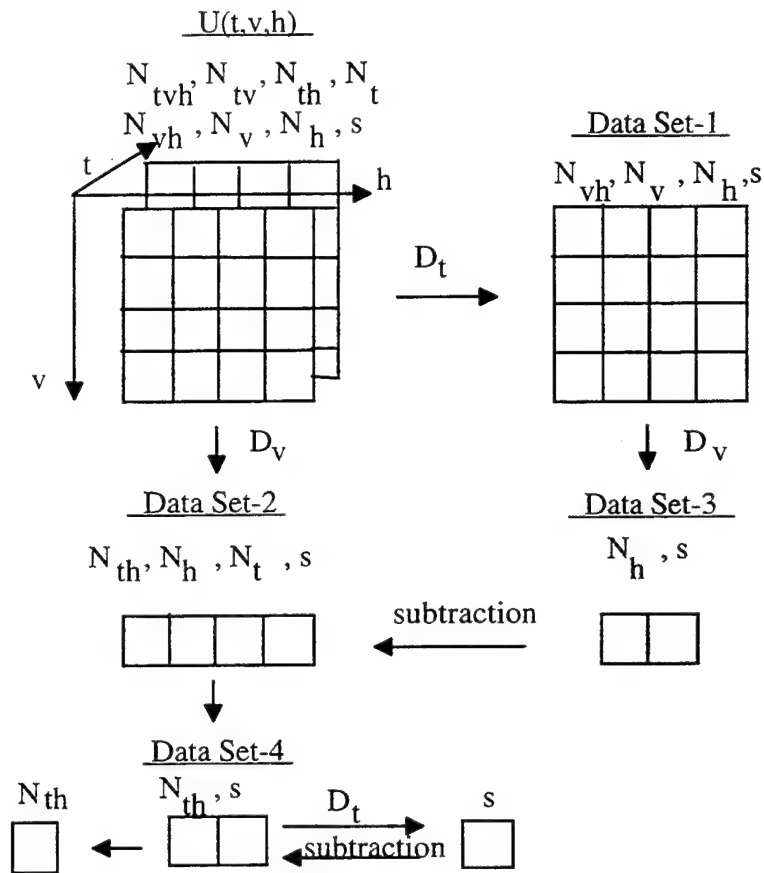 U(t,v,h)
N_tvh, N_tv, N_th, N_t
N_vh, N_v, N_h, s
t
h
v
Data Set-1
N_vh, N_v, N_h, s
D_t
D_v
D_v
Data Set-2
N_th, N_h, N_t, s
Data Set-3
N_h, s
subtraction
Data Set-4
N_th
N_th, s
D_t
subtraction
s